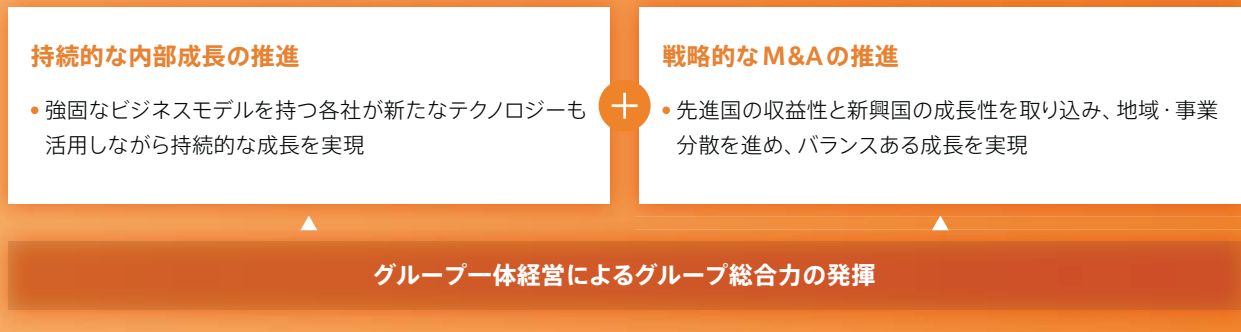 持続的な内部成長の推進
• 強固なビジネスモデルを持つ各社が新たなテクノロジーも
活用しながら持続的な成長を実現
+
戦略的なM&Aの推進
• 先進国の収益性と新興国の成長性を取り込み、地域・事業
分散を進め、バランスある成長を実現
グループ一体経営によるグループ総合力の発揮